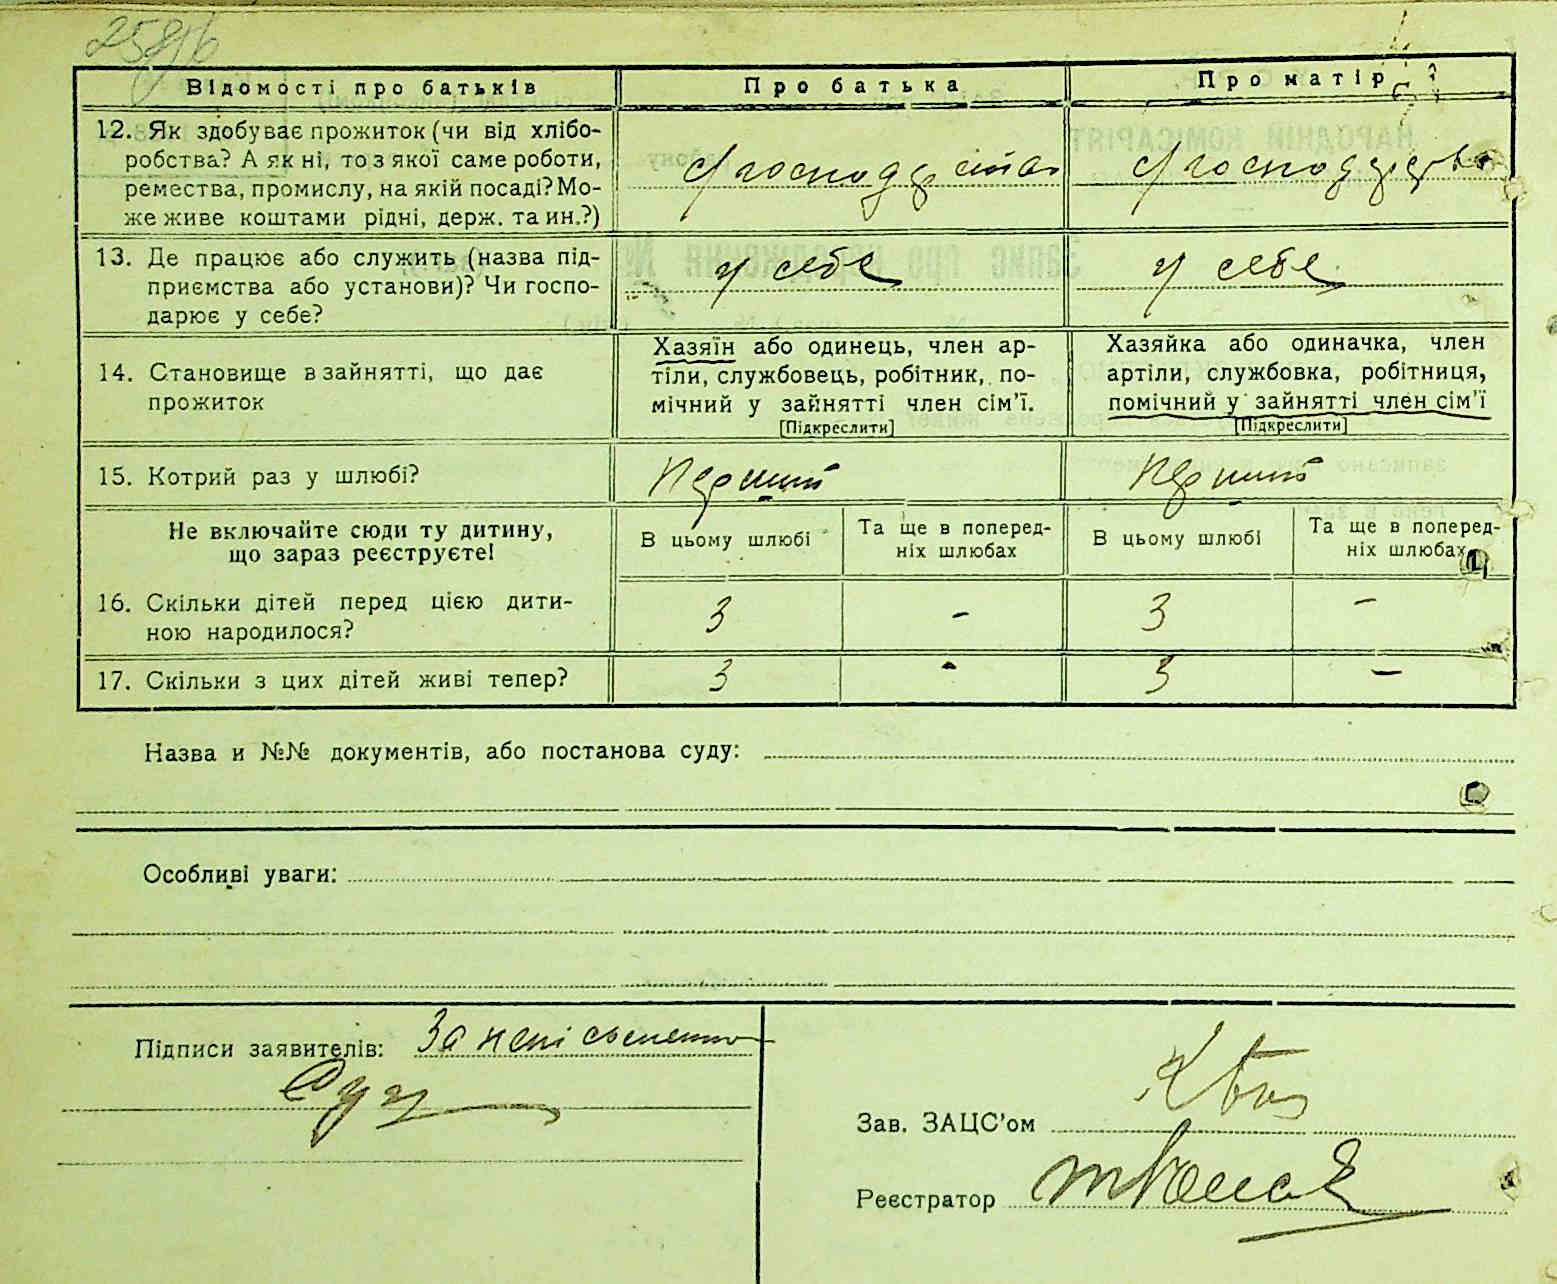 258/б
Відомості про батьків
Про батька
Про матір
12. Як здобуває прожиток (чи від хлібо-
робства? А як ні, то з якої саме роботи,
ремества, промислу, на якій посаді? Мо-
же живе коштами рідні, держ. та ин.?)
13. Де працює або служить (назва під-
приємства або установи)? Чи госпо-
дарює у себе?
у себе
у себе
14. Становище в зайнятті, що дає
прожиток
Хазяїн або одинець, член ар-
тіли, службовець, робітник, по-
мічний у зайнятті член сім'ї.
[Підкреслити]
Хазяйка або одиначка, член
артіли, службовка, робітниця,
помічний у зайнятті член сім'ї
[Підкреслити]
15. Котрий раз у шлюбі?
Перший
Перший
Не включайте сюди ту дитину,
що зараз реєструєте!
В цьому шлюбі
Та ще в поперед-
ніх шлюбах
В цьому шлюбі
Та ще в поперед-
ніх шлюбах
16. Скільки дітей перед цією дити-
ною народилося?
3
-
3
-
17. Скільки з цих дітей живі тепер?
3
-
3
-
Назва и №№ документів, або постанова суду:
Особливі уваги:
Підписи заявителів: За
Зав. ЗАЦС'ом
Реєстратор